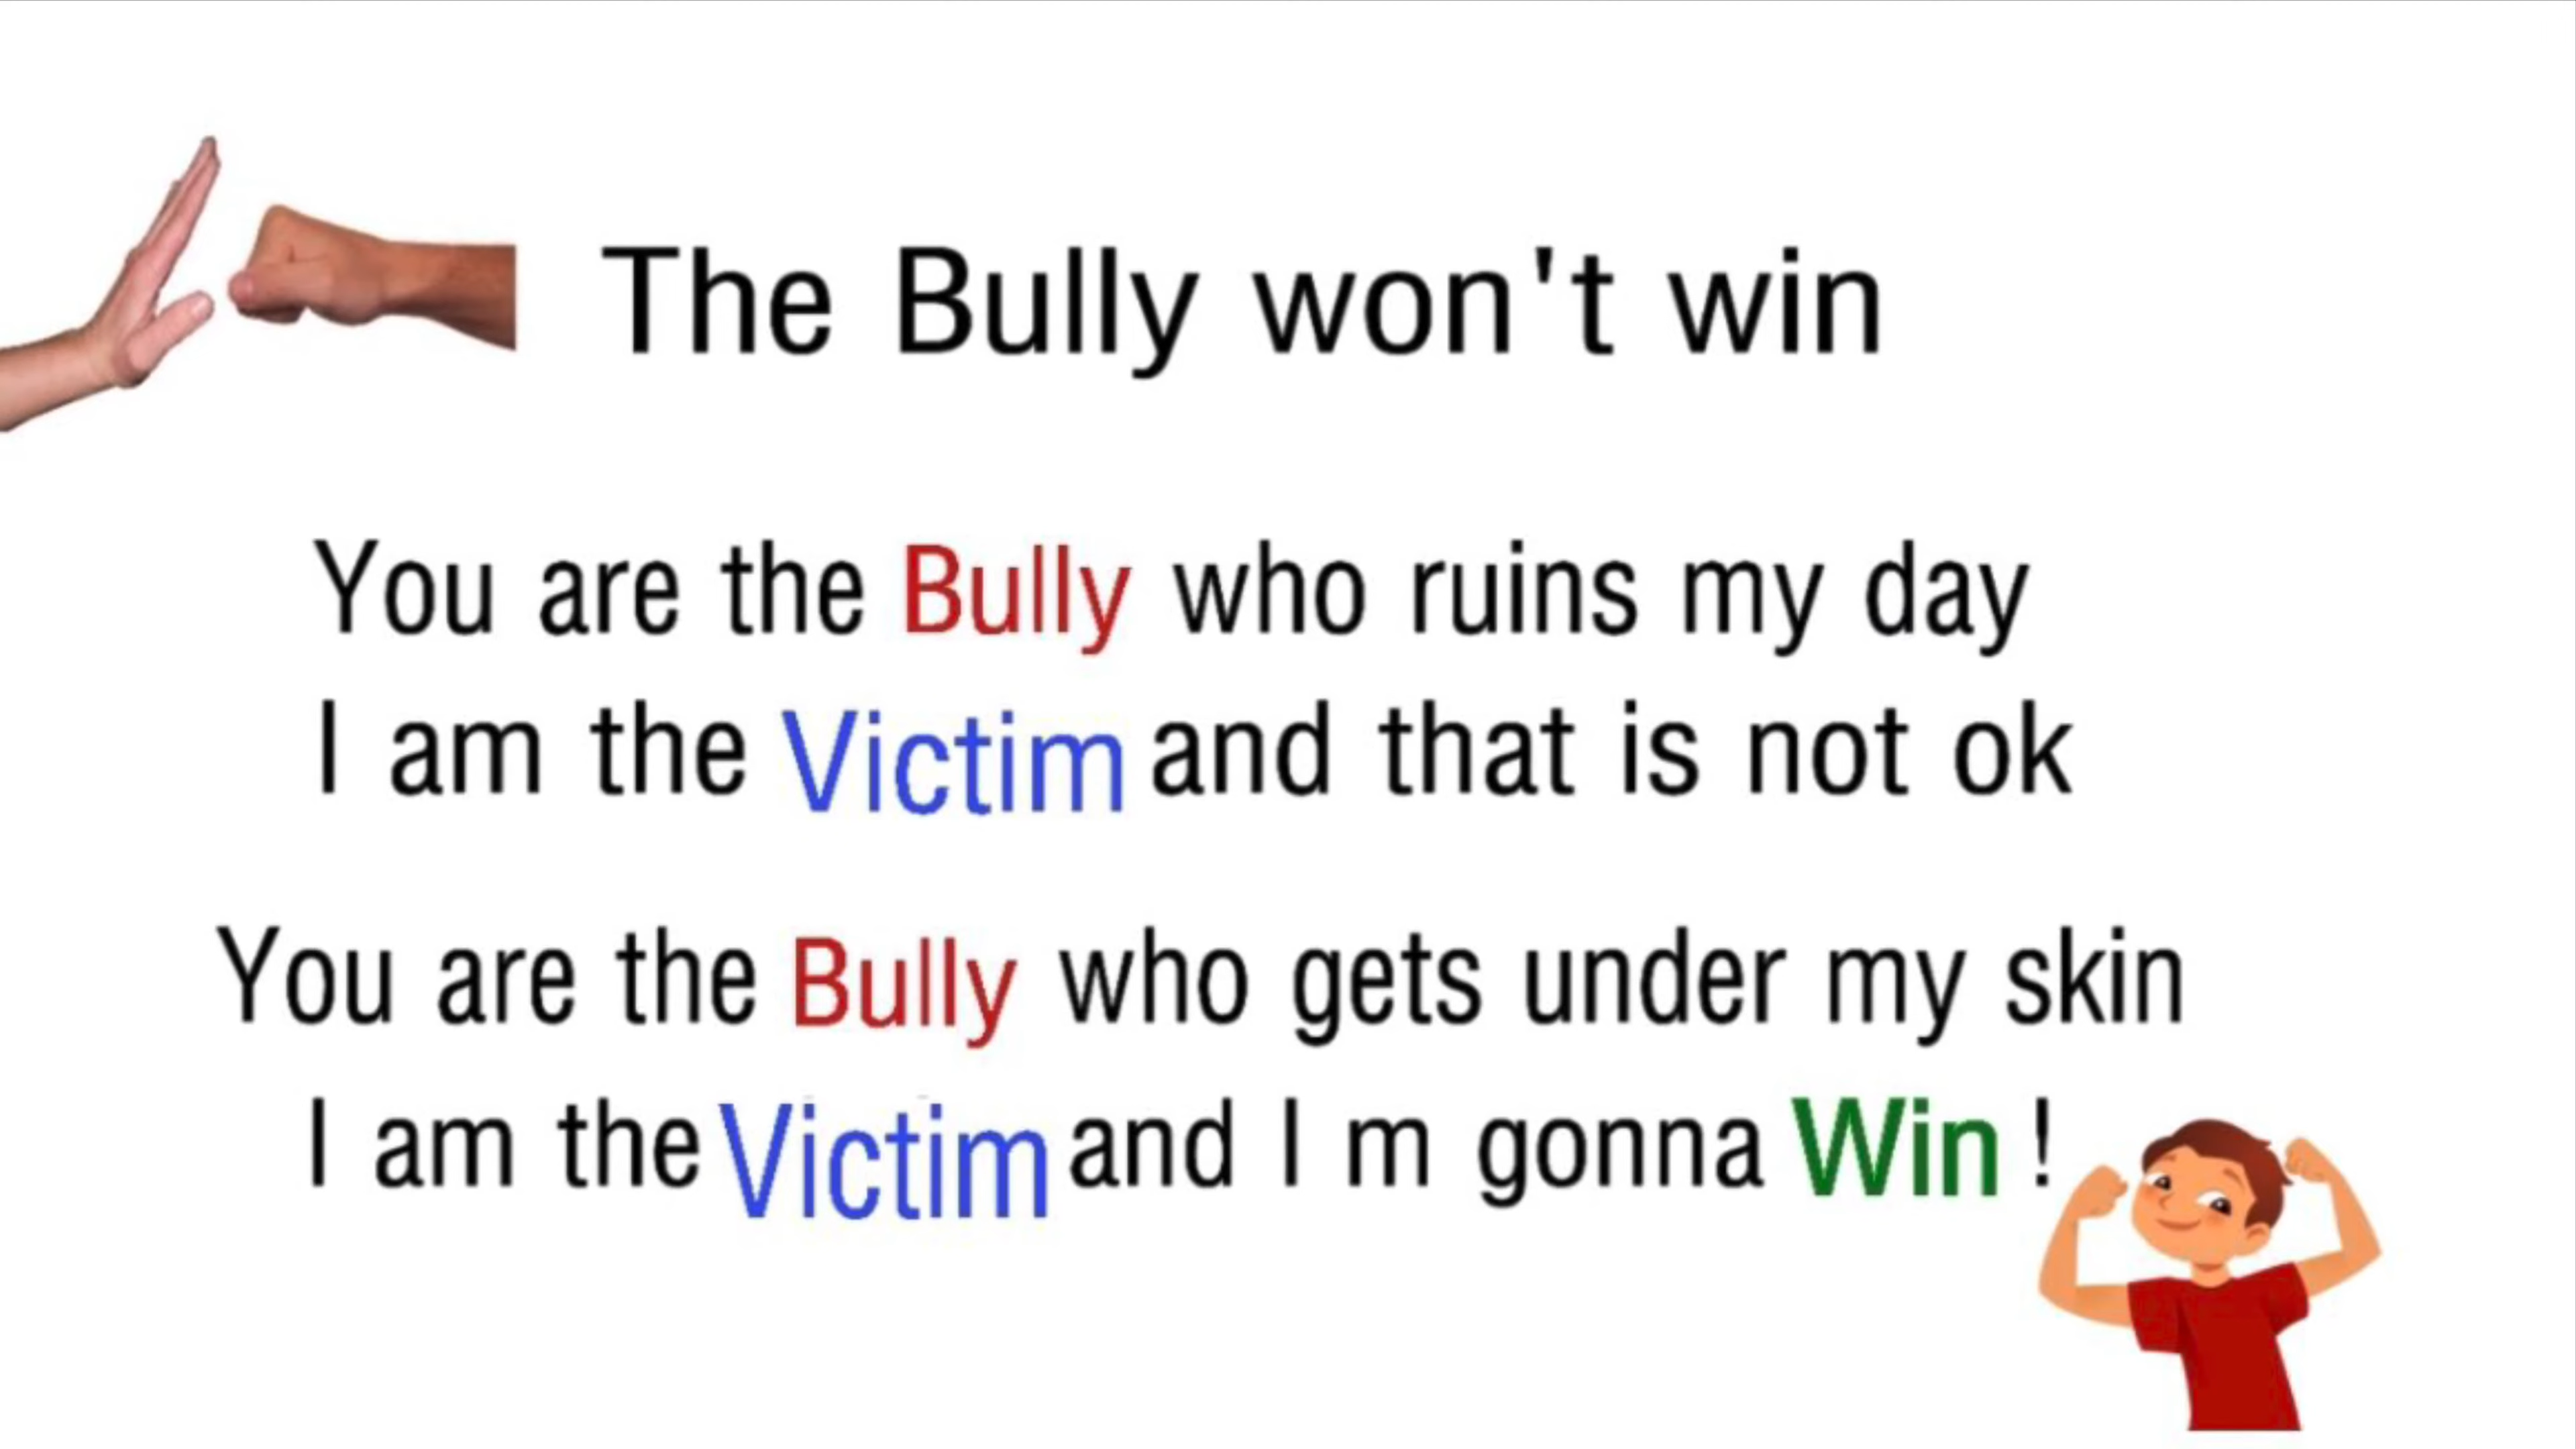 The Bully won't win
You are the Bully who ruins my day
I am the Victim and that is not ok
You are the Bully who gets under my skin
I am the Victim and I m gonna Win !